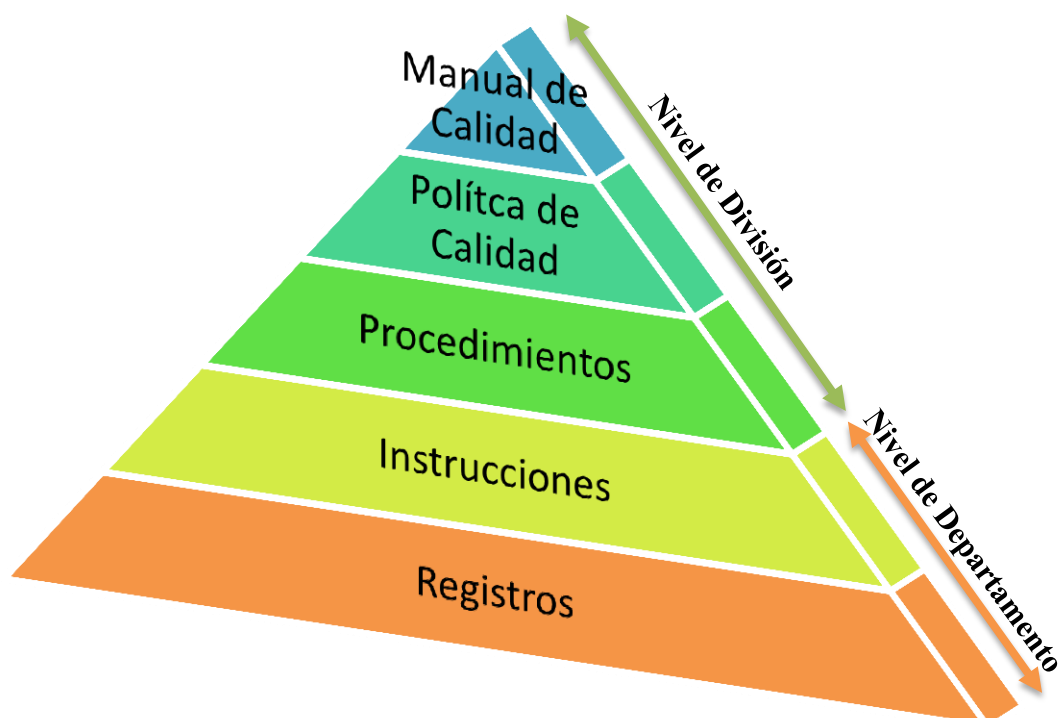 Manual de
Calidad
Polítca de
Calidad
Procedimientos
Instrucciones
Registros
Nivel de División
Nivel de Departamento